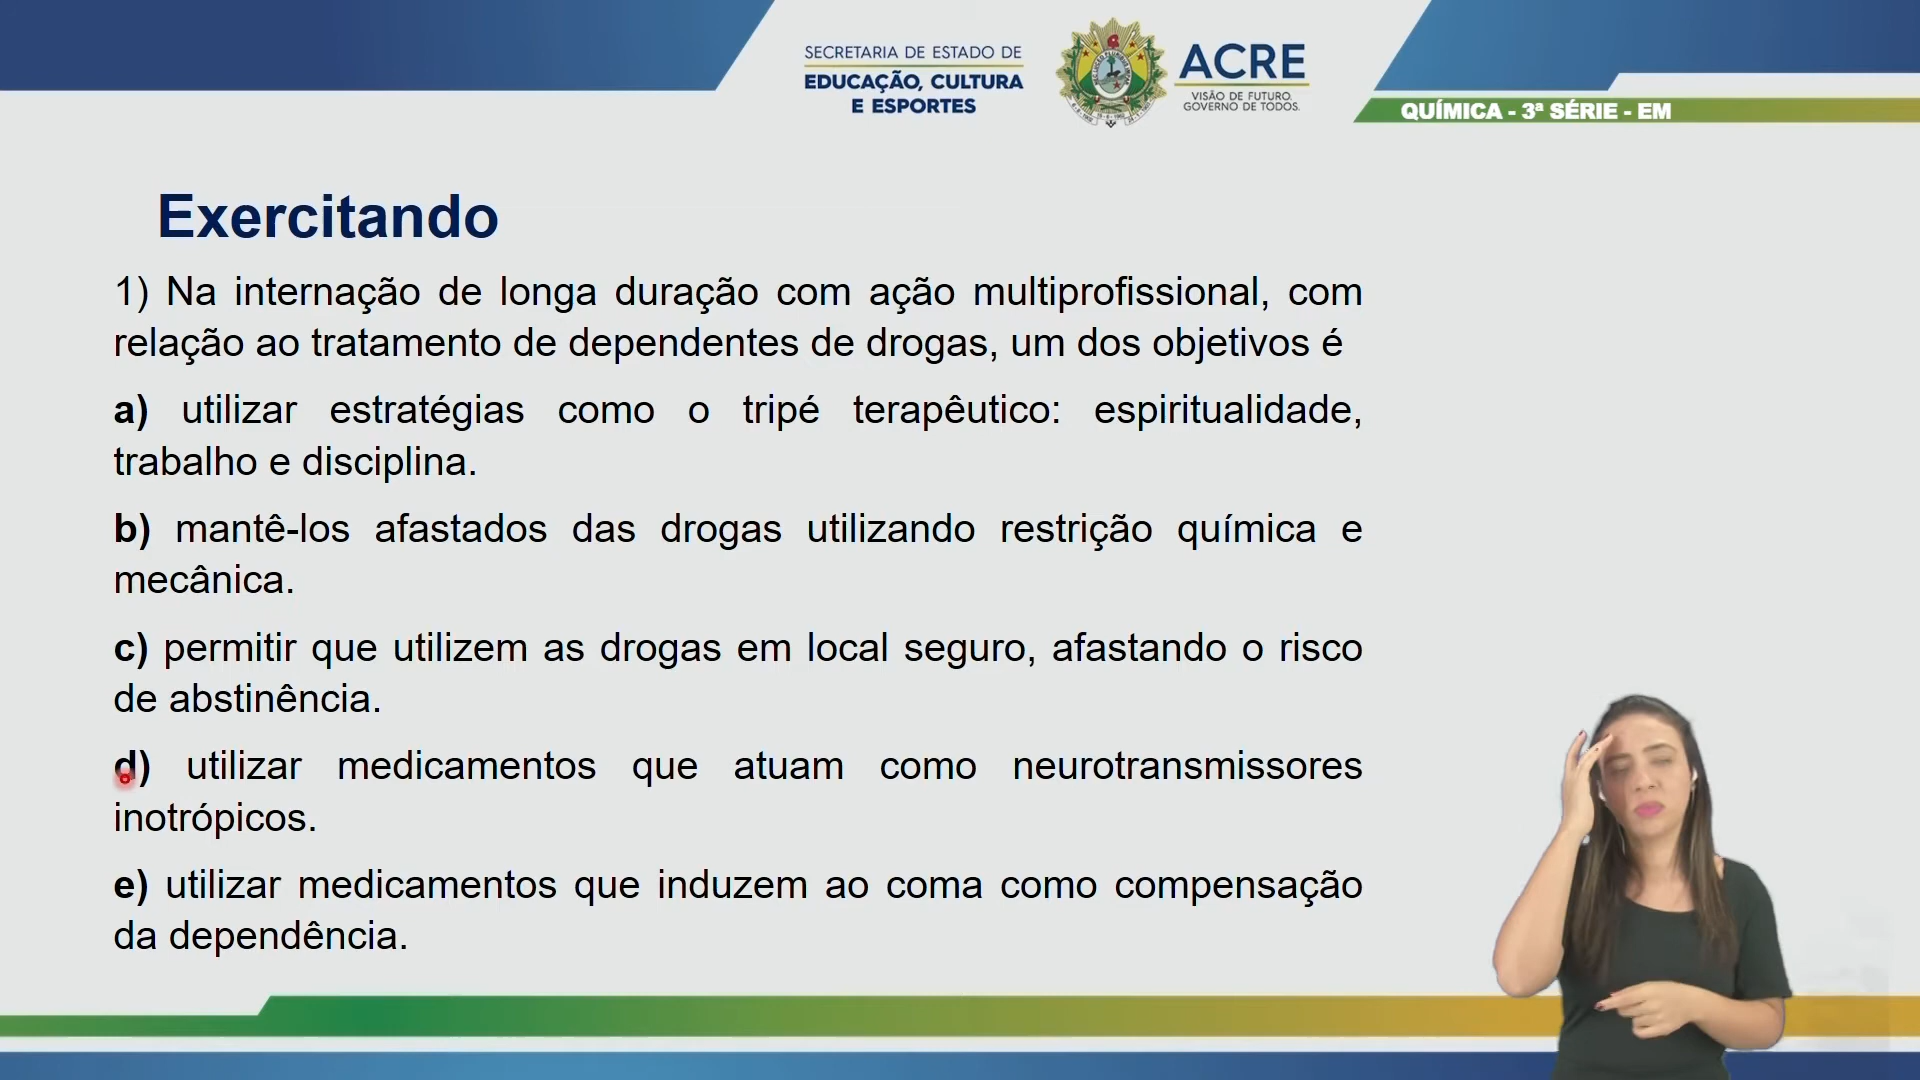 SECRETARIA DE ESTADO DE
EDUCAÇÃO, CULTURA
E ESPORTES
ACRE
VISÃO DE FUTURO.
GOVERNO DE TODOS.
QUÍMICA - 3ª SÉRIE - EM
Exercitando
1) Na internação de longa duração com ação multiprofissional, com
relação ao tratamento de dependentes de drogas, um dos objetivos é
a) utilizar estratégias como o tripé terapêutico: espiritualidade,
trabalho e disciplina.
b) mantê-los afastados das drogas utilizando restrição química e
mecânica.
c) permitir que utilizem as drogas em local seguro, afastando o risco
de abstinência.
d) utilizar medicamentos que atuam como neurotransmissores
inotrópicos.
e) utilizar medicamentos que induzem ao coma como compensação
da dependência.